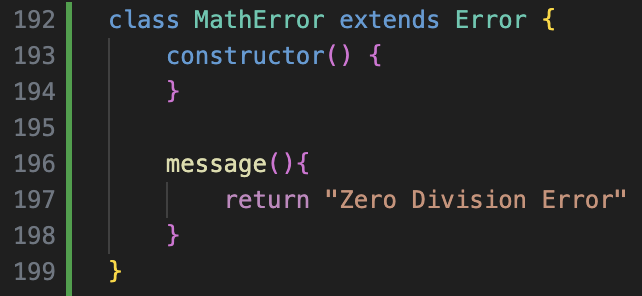 192 class MathError extends Error {
193 constructor() {
194 }
195
196 message(){
197 return "Zero Division Error"
198 }
199 }